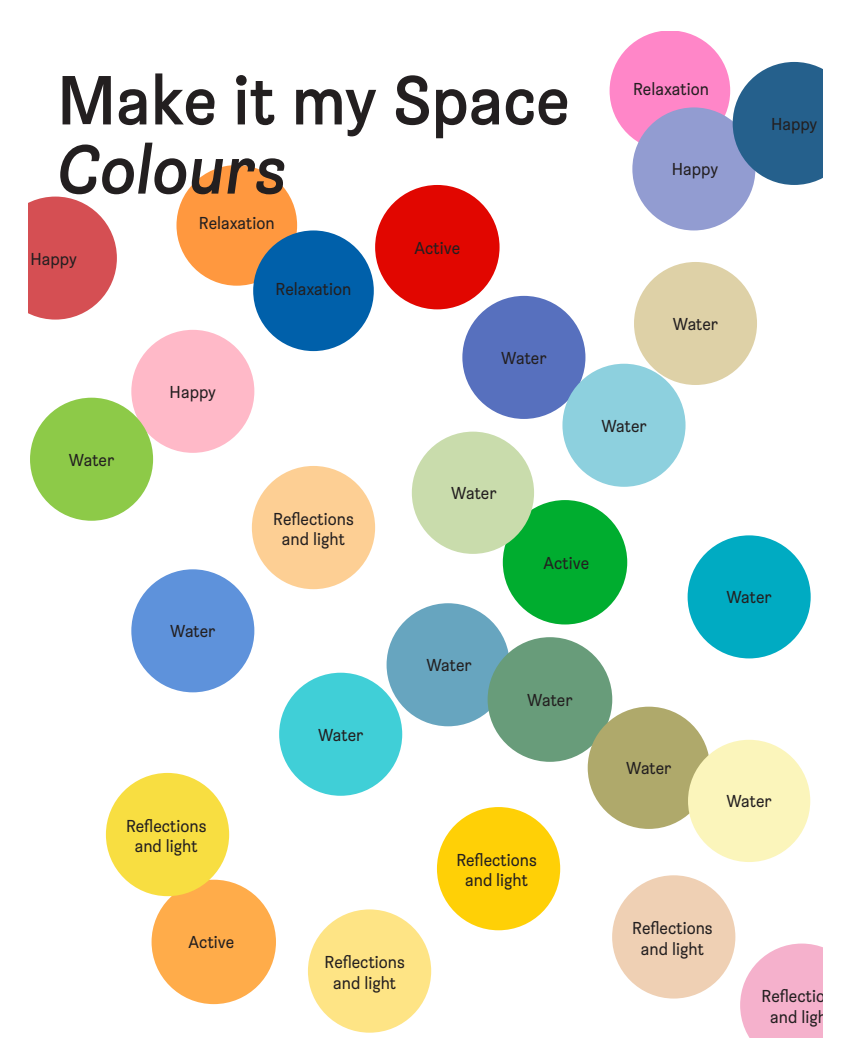 Make it my Space
Colours
Relaxation
Happy
Happy
Relaxation
Happy
Relaxation
Active
Water
Water
Water
Happy
Water
Water
Reflections
and light
Active
Water
Water
Water
Water
Water
Water
Water
Reflections
and light
Reflections
and light
Active
Reflections
and light
Reflections
and light
Reflectio
and ligh